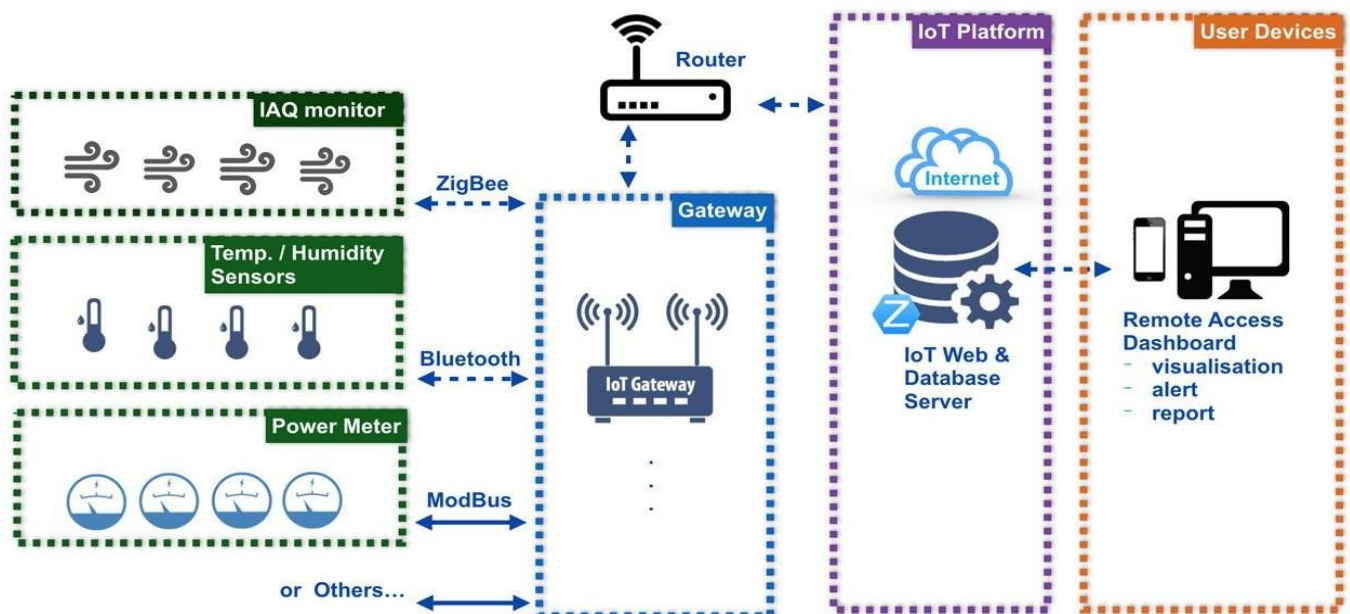 IoT Platform
User Devices
Router
IAQ monitor
ZigBee
Gateway
Internet
Temp. / Humidity
Sensors
Bluetooth
IoT Gateway
Z
IoT Web &
Database
Server
Remote Access
Dashboard
- visualisation
- alert
- report
Power Meter
ModBus
or Others...